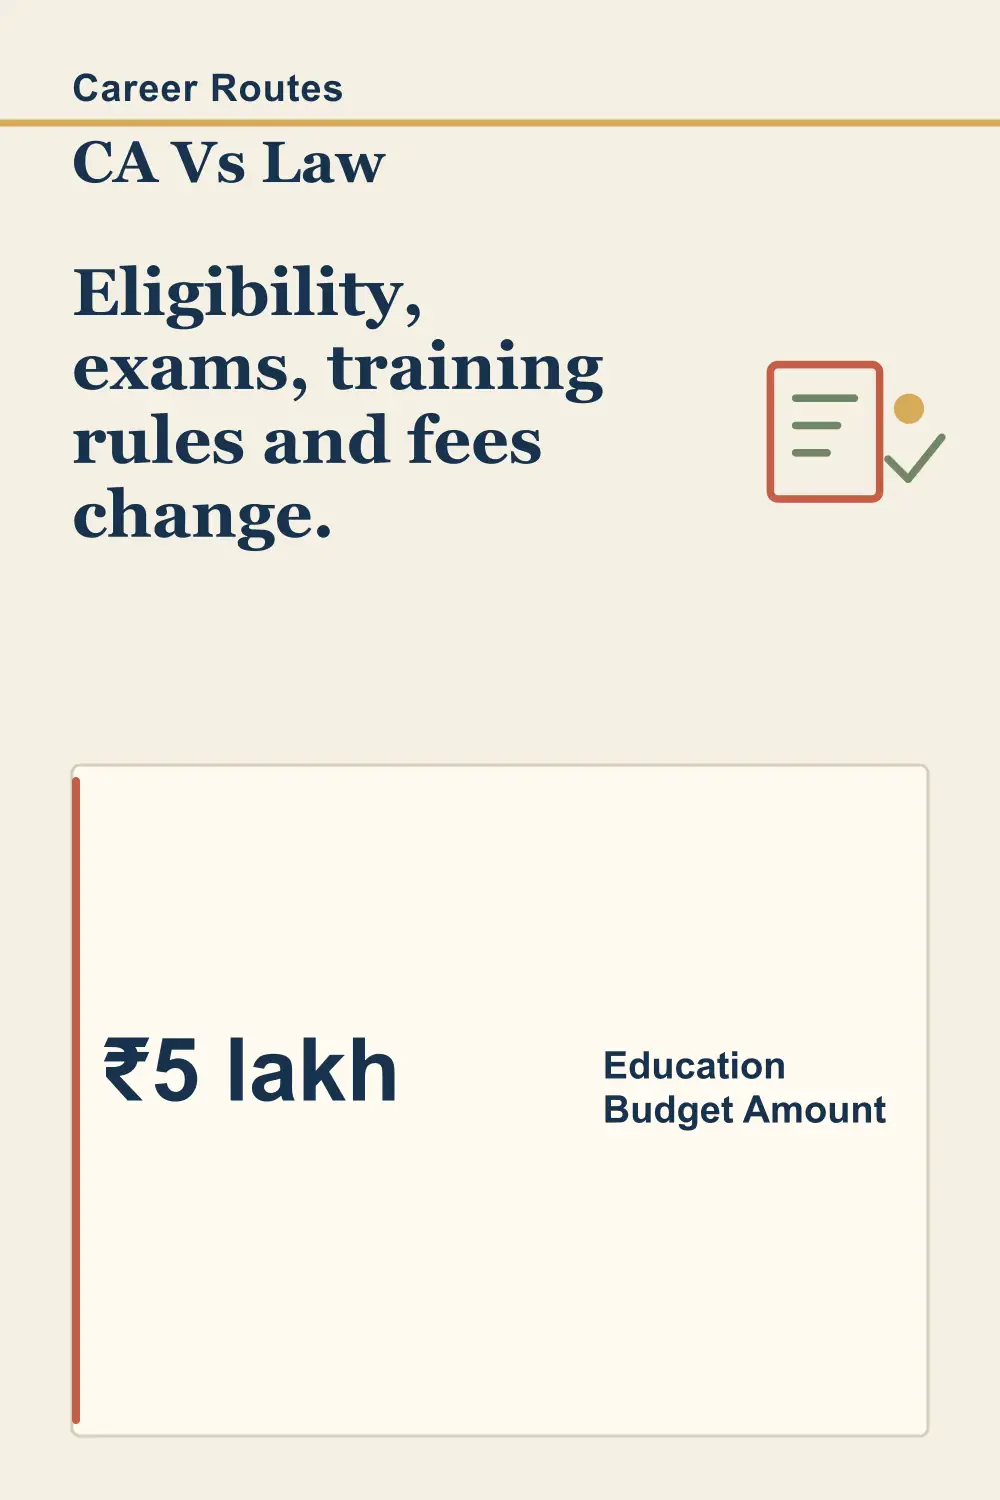 Career Routes
CA Vs Law
Eligibility,
exams, training
rules and fees
change.
₹5 lakh
Education
Budget Amount